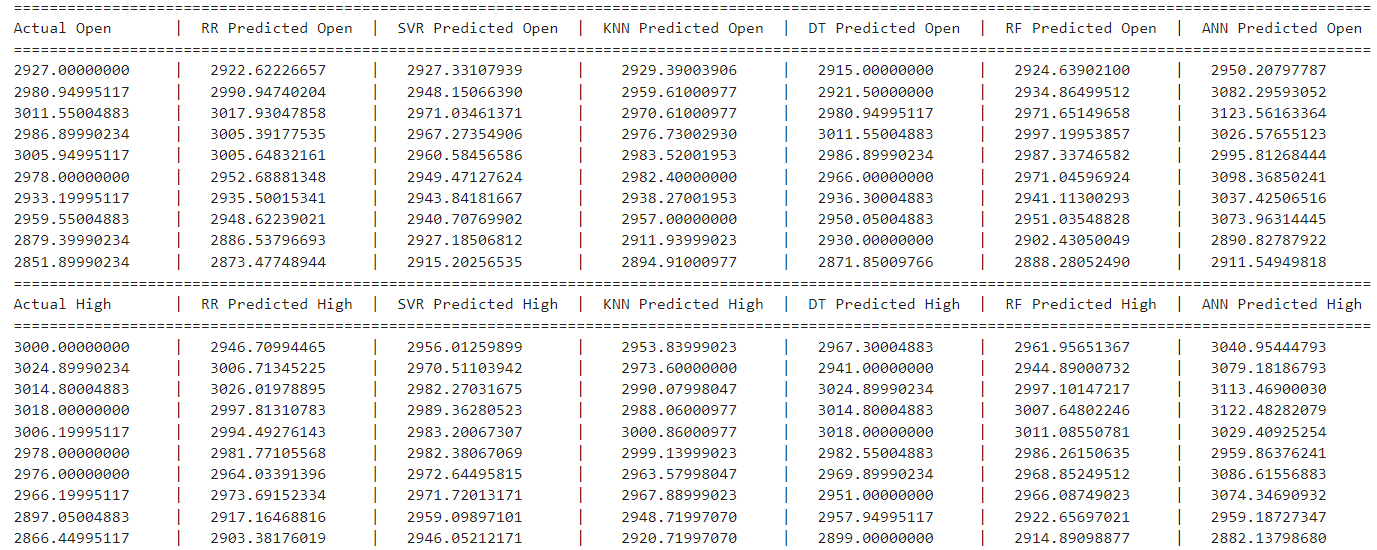 =====================================================================================================================================================================
Actual Open | RR Predicted Open | SVR Predicted Open | KNN Predicted Open | DT Predicted Open | RF Predicted Open | ANN Predicted Open
=====================================================================================================================================================================
2927.00000000 | 2922.62226657 | 2927.33107939 | 2929.39003906 | 2915.00000000 | 2924.63902100 | 2950.20797787
2980.94995117 | 2990.94740204 | 2948.15066390 | 2959.61000977 | 2921.50000000 | 2934.86499512 | 3082.29593052
3011.55004883 | 3017.93047858 | 2971.03461371 | 2970.61000977 | 2980.94995117 | 2971.65149658 | 3123.56163364
2986.89990234 | 3005.39177535 | 2967.27354906 | 2976.73002930 | 3011.55004883 | 2997.19953857 | 3026.57655123
3005.94995117 | 3005.64832161 | 2960.58456586 | 2983.52001953 | 2986.89990234 | 2987.33746582 | 2995.81268444
2978.00000000 | 2952.68881348 | 2949.47127624 | 2982.40000000 | 2966.00000000 | 2971.04596924 | 3098.36850241
2933.19995117 | 2935.50015341 | 2943.84181667 | 2938.27001953 | 2936.30004883 | 2941.11300293 | 3037.42506516
2959.55004883 | 2948.62239021 | 2940.70769902 | 2957.00000000 | 2950.05004883 | 2951.03548828 | 3073.96314445
2879.39990234 | 2886.53796693 | 2927.18506812 | 2911.93999023 | 2930.00000000 | 2902.43050049 | 2890.82787922
2851.89990234 | 2873.47748944 | 2915.20256535 | 2894.91000977 | 2871.85009766 | 2888.28052490 | 2911.54949818
=====================================================================================================================================================================
Actual High | RR Predicted High | SVR Predicted High | KNN Predicted High | DT Predicted High | RF Predicted High | ANN Predicted High
=====================================================================================================================================================================
3000.00000000 | 2946.70994465 | 2956.01259899 | 2953.83999023 | 2967.30004883 | 2961.95651367 | 3040.95444793
3024.89990234 | 3006.71345225 | 2970.51103942 | 2973.60000000 | 2941.00000000 | 2944.89000732 | 3079.18186793
3014.80004883 | 3026.01978895 | 2982.27031675 | 2990.07998047 | 3024.89990234 | 2997.10147217 | 3113.46900030
3018.00000000 | 2997.81310783 | 2989.36280523 | 2988.06000977 | 3014.80004883 | 3007.64802246 | 3122.48282079
3006.19995117 | 2994.49276143 | 2983.20067307 | 3000.86000977 | 3018.00000000 | 3011.08550781 | 3029.40925254
2978.00000000 | 2981.77105568 | 2982.38067069 | 2999.13999023 | 2982.55004883 | 2986.26150635 | 2959.86376241
2976.00000000 | 2964.03391396 | 2972.64495815 | 2963.57998047 | 2969.89990234 | 2968.85249512 | 3086.61556883
2966.19995117 | 2973.69152334 | 2971.72013171 | 2967.88999023 | 2951.00000000 | 2966.08749023 | 3074.34690932
2897.05004883 | 2917.16468816 | 2959.09897101 | 2948.71997070 | 2957.94995117 | 2922.65697021 | 2959.18727347
2866.44995117 | 2903.38176019 | 2946.05212171 | 2920.71997070 | 2899.00000000 | 2914.89098877 | 2882.13798680